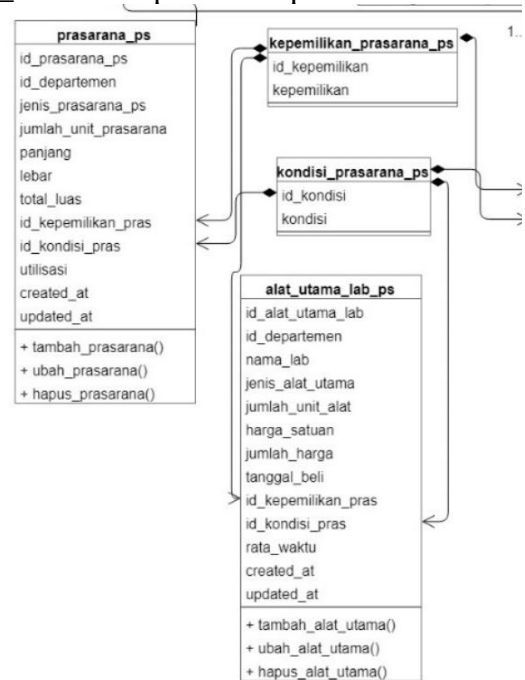 prasarana_ps
id_prasarana_ps
id_departemen
jenis_prasarana_ps
jumlah_unit_prasarana
panjang
lebar
total_luas
id_kepemilikan_pras
id_kondisi_pras
utilisasi
created_at
updated_at
+ tambah_prasarana()
+ ubah_prasarana()
+ hapus_prasarana()
kepemilikan_prasarana_ps
id_kepemilikan
kepemilikan
1..
kondisi_prasarana_ps
id_kondisi
kondisi
alat_utama_lab_ps
id_alat_utama_lab
id_departemen
nama_lab
jenis_alat_utama
jumlah_unit_alat
harga_satuan
jumlah_harga
tanggal_beli
id_kepemilikan_pras
id_kondisi_pras
rata_waktu
created_at
updated_at
+ tambah_alat_utama()
+ ubah_alat_utama()
+ hapus_alat_utama()